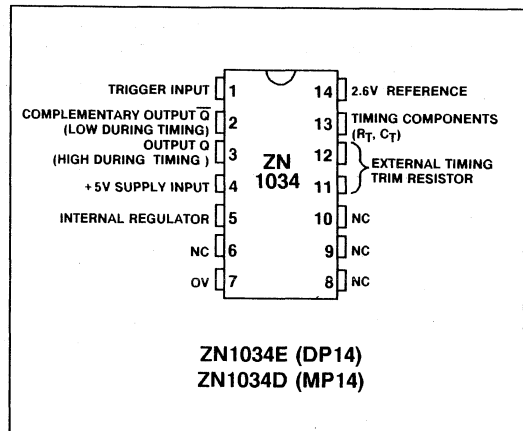 TRIGGER INPUT 1
COMPLEMENTARY OUTPUT Q̅
(LOW DURING TIMING) 2
OUTPUT Q
(HIGH DURING TIMING ) 3
+5V SUPPLY INPUT 4
INTERNAL REGULATOR 5
NC 6
OV 7
ZN
1034
14 2.6V REFERENCE
13 TIMING COMPONENTS
(RT, CT)
12
11
EXTERNAL TIMING
TRIM RESISTOR
10 NC
9 NC
8 NC
ZN1034E (DP14)
ZN1034D (MP14)